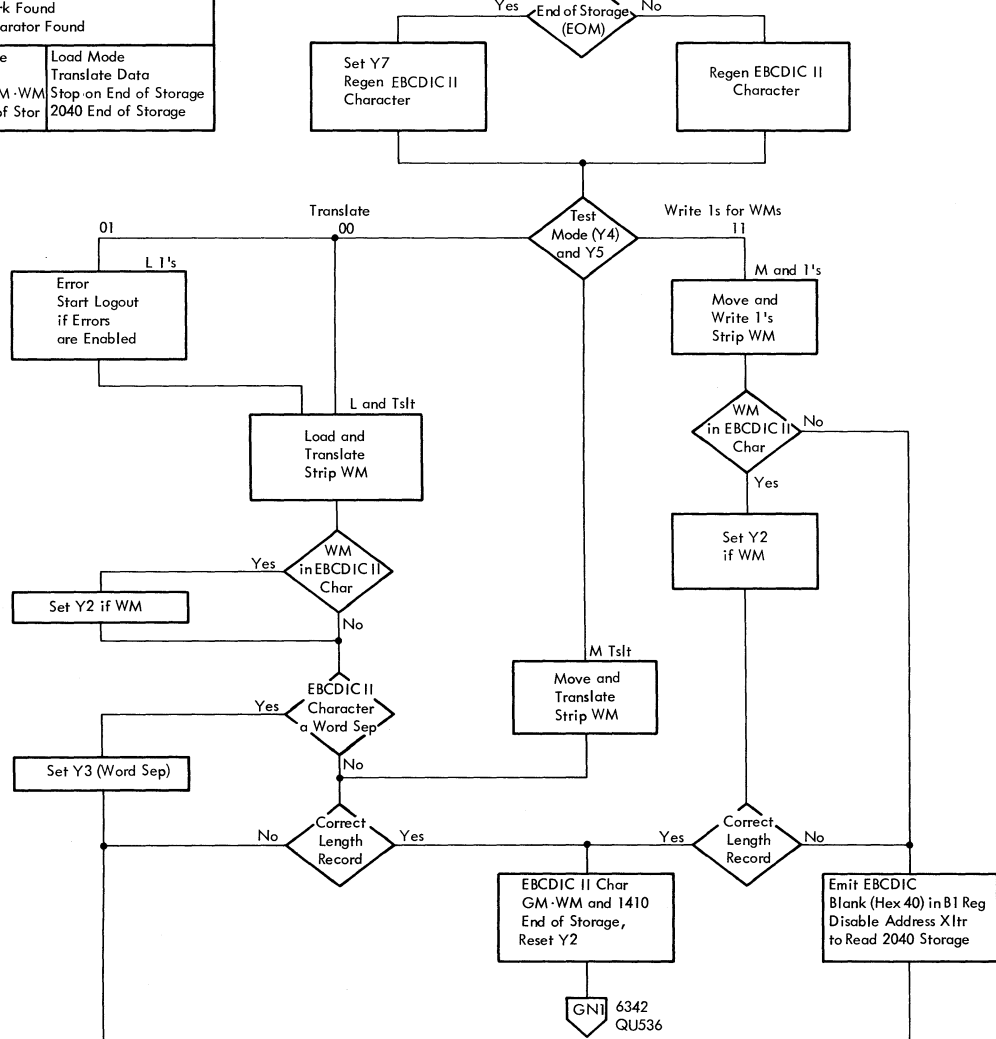 rk Found
arator Found
e
Load Mode
Translate Data
M·WM
Stop on End of Storage
of Stor
2040 End of Storage
Yes
End of Storage
(EOM)
No
Set Y7
Regen EBCDIC II
Character
Regen EBCDIC II
Character
Translate
01
00
Test
Mode (Y4)
and Y5
Write 1s for WMs
11
L 1's
Error
Start Logout
if Errors
are Enabled
M and 1's
Move and
Write 1's
Strip WM
L and Tslt
Load and
Translate
Strip WM
WM
in EBCDIC II
Char
No
Yes
Set Y2
if WM
WM
in EBCDIC II
Char
Yes
No
Set Y2 if WM
M Tslt
Move and
Translate
Strip WM
EBCDIC II
Character
a Word Sep
Yes
No
Set Y3 (Word Sep)
No
Correct
Length
Record
Yes
Yes
Correct
Length
Record
No
EBCDIC II Char
GM·WM and 1410
End of Storage,
Reset Y2
Emit EBCDIC
Blank (Hex 40) in B1 Reg
Disable Address Xltr
to Read 2040 Storage
GN1
6342
QU536